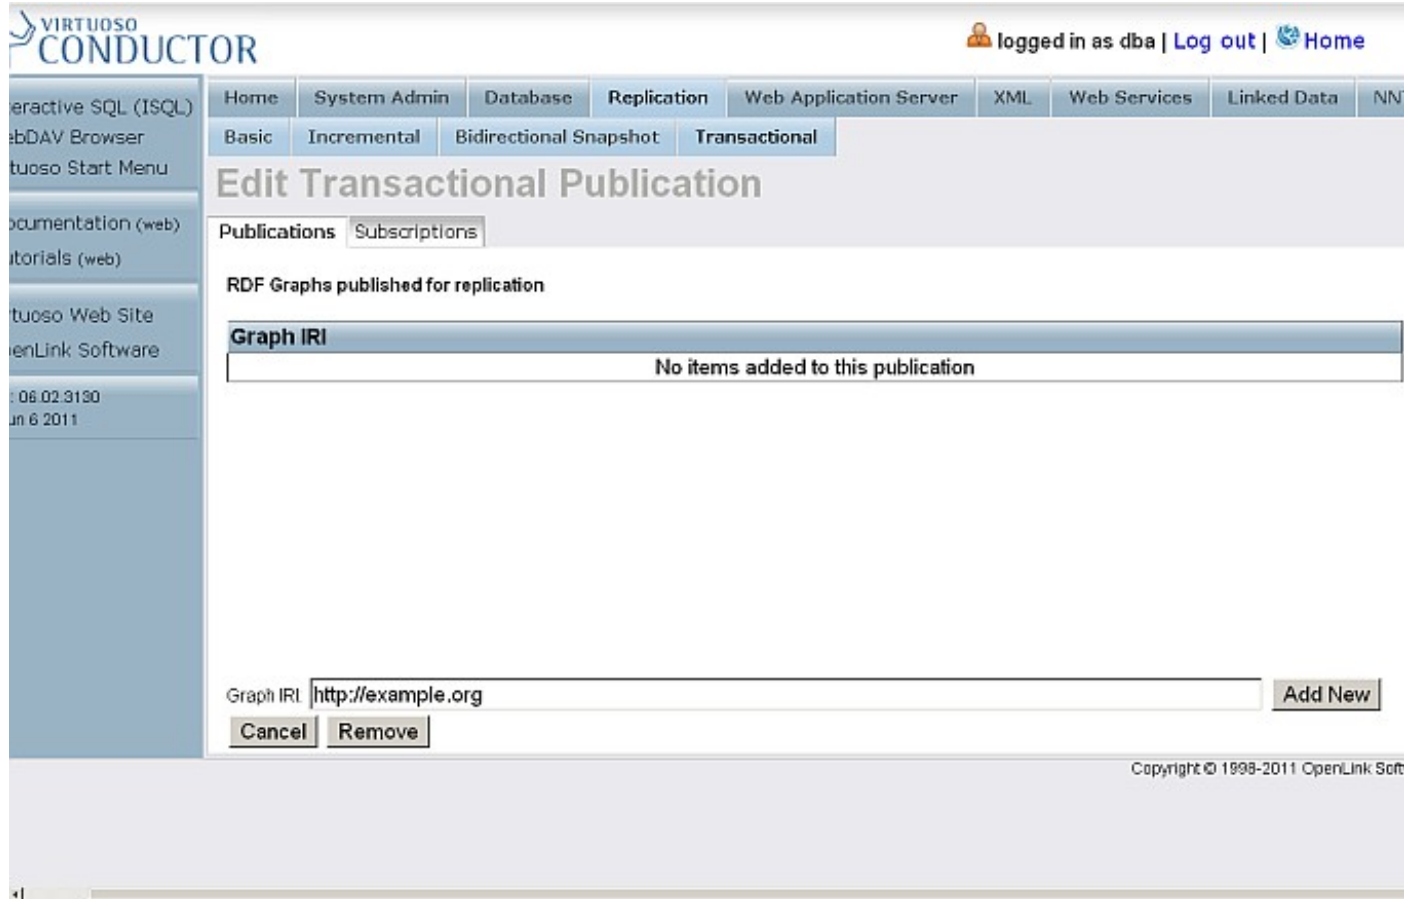 VIRTUOSO
CONDUCTOR
logged in as dba | Log out | Home
eractive SQL (ISQL)
ebDAV Browser
tuoso Start Menu
ocumentation (web)
utorials (web)
tuoso Web Site
enLink Software
: 06.02.3130
un 6 2011
Home System Admin Database Replication Web Application Server XML Web Services Linked Data NN
Basic Incremental Bidirectional Snapshot Transactional
Edit Transactional Publication
Publications Subscriptions
RDF Graphs published for replication
Graph IRI
No items added to this publication
Graph IRI: http://example.org Add New
Cancel Remove
Copyright © 1998-2011 OpenLink Soft